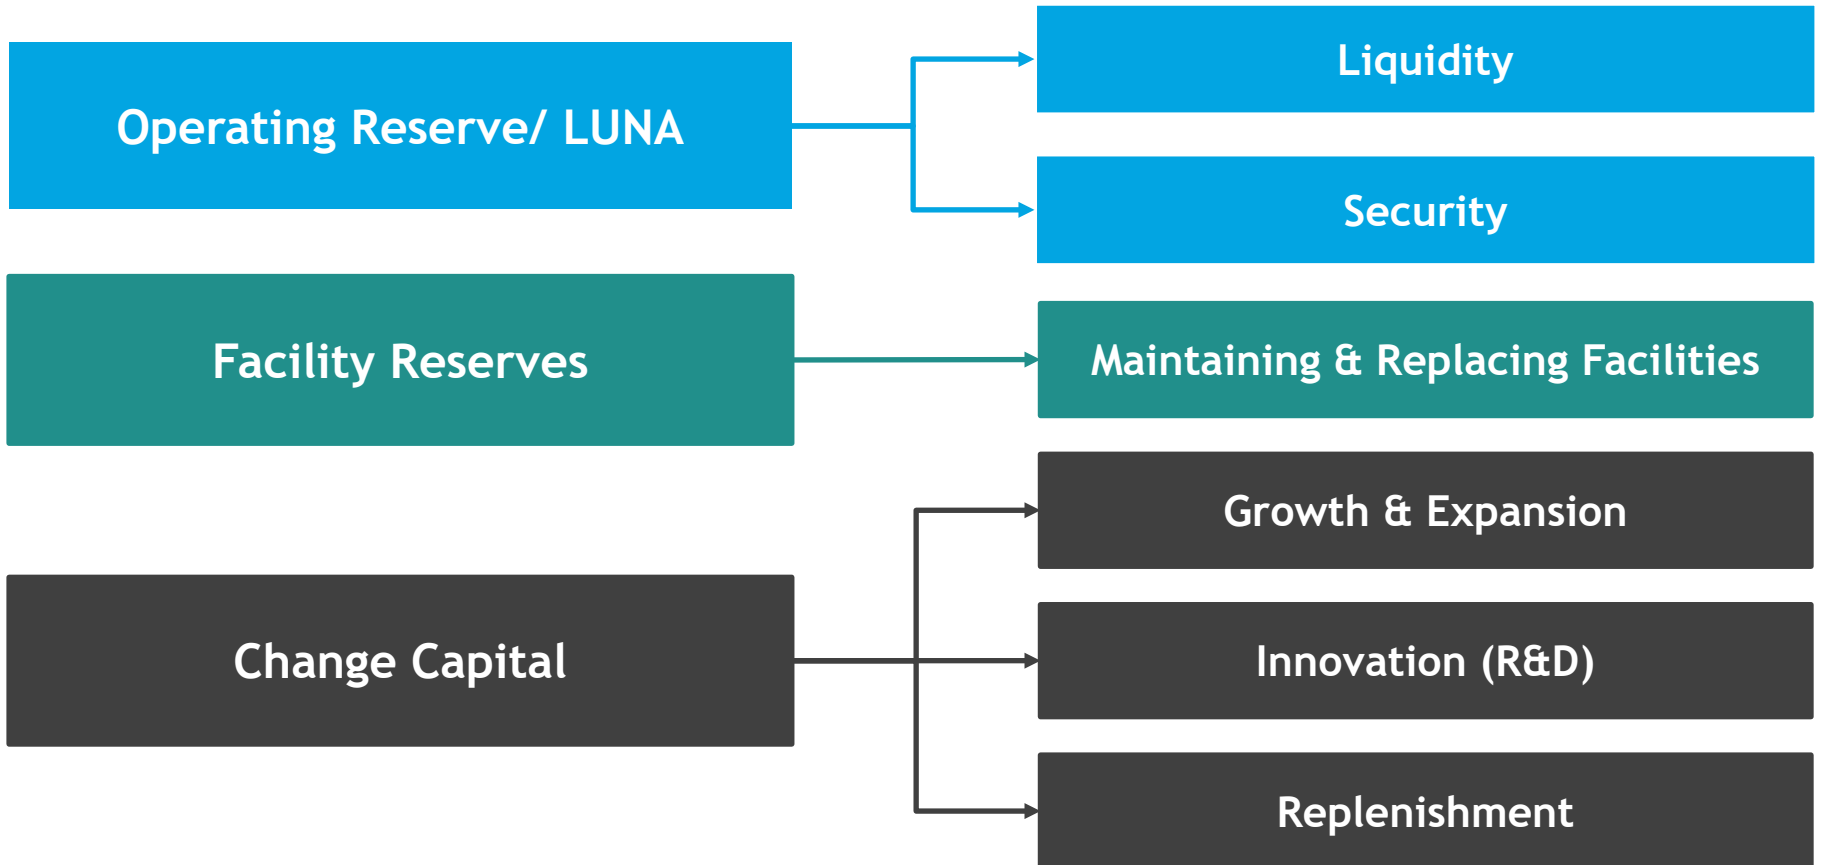 Operating Reserve/ LUNA
Liquidity
Security
Facility Reserves
Maintaining & Replacing Facilities
Change Capital
Growth & Expansion
Innovation (R&D)
Replenishment